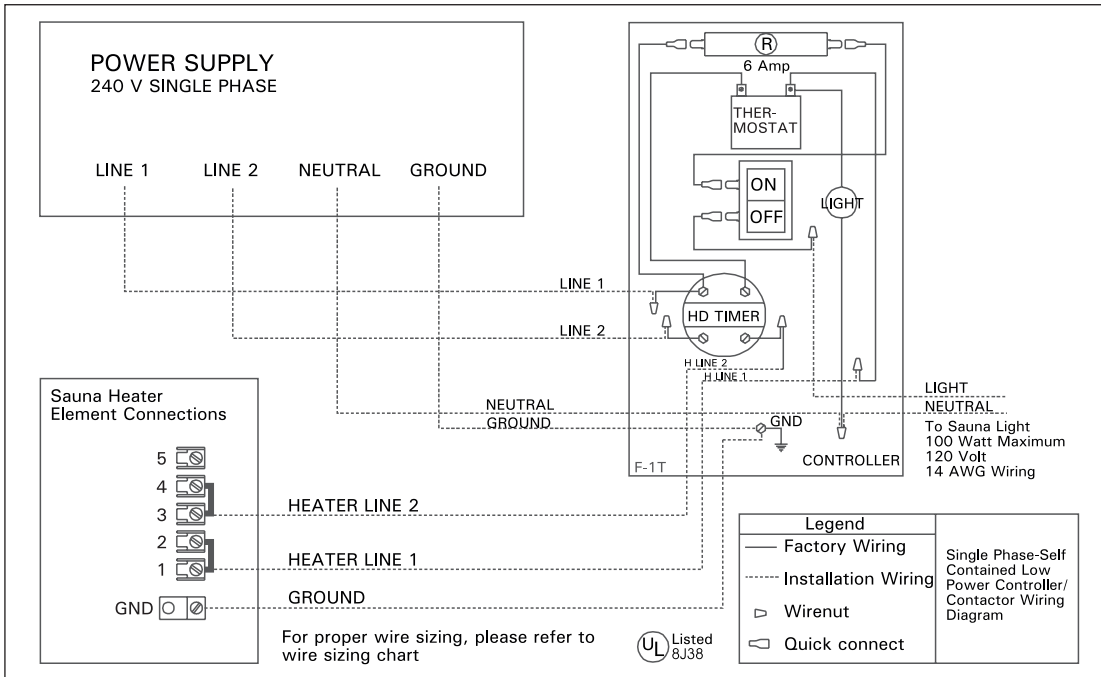 POWER SUPPLY
240 V SINGLE PHASE
LINE 1
LINE 2
NEUTRAL
GROUND
R
6 Amp
THER-
MOSTAT
ON
OFF
LIGHT
LINE 1
HD TIMER
LINE 2
H LINE 2
H LINE 1
NEUTRAL
GROUND
GND
CONTROLLER
F-1T
LIGHT
NEUTRAL
To Sauna Light
100 Watt Maximum
120 Volt
14 AWG Wiring
Sauna Heater
Element Connections
5
4
3
2
1
GND
HEATER LINE 2
HEATER LINE 1
GROUND
For proper wire sizing, please refer to
wire sizing chart
UL Listed
8J38
Legend
Factory Wiring
Installation Wiring
Wirenut
Quick connect
Single Phase-Self
Contained Low
Power Controller/
Contactor Wiring
Diagram